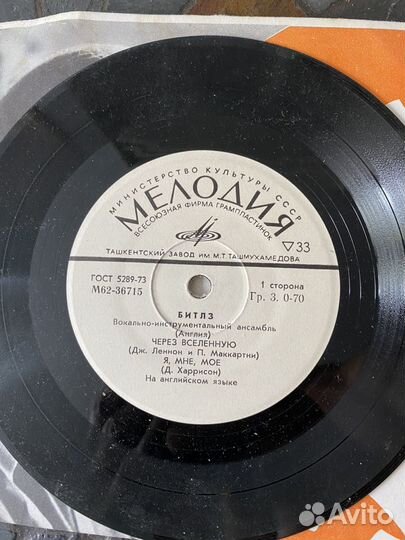 МИНИСТЕРСТВО КУЛЬТУРЫ СССР
МЕЛОДИЯ
ВСЕСОЮЗНАЯ ФИРМА ГРАМПЛАСТИНОК
▽33
ТАШКЕНТСКИЙ ЗАВОД ИМ М.Т. ТАШМУХАМЕДОВА
ГОСТ 5289-73
М62-36715
1 сторона
Гр. 3. 0-70
БИТЛЗ
Вокально-инструментальный ансамбль
(Англия)
ЧЕРЕЗ ВСЕЛЕННУЮ
(Дж. Леннон и П. Маккартни)
Я, МНЕ, МОЕ
(Д. Харрисон)
На английском языке
Avito